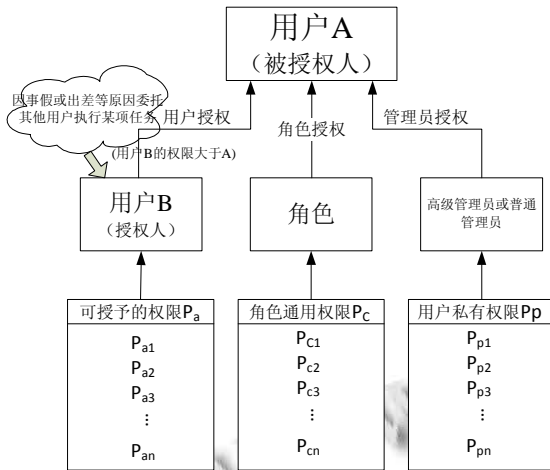 用户A
（被授权人）
因事假或出差等原因委托
其他用户执行某项任务
用户授权
角色授权
管理员授权
(用户B的权限大于A)
用户B
（授权人）
角色
高级管理员或普通
管理员
可授予的权限Pa
Pa1
Pa2
Pa3
⋮
Pan
角色通用权限PC
PC1
Pc2
Pc3
⋮
Pcn
用户私有权限Pp
Pp1
Pp2
Pp3
⋮
Ppn